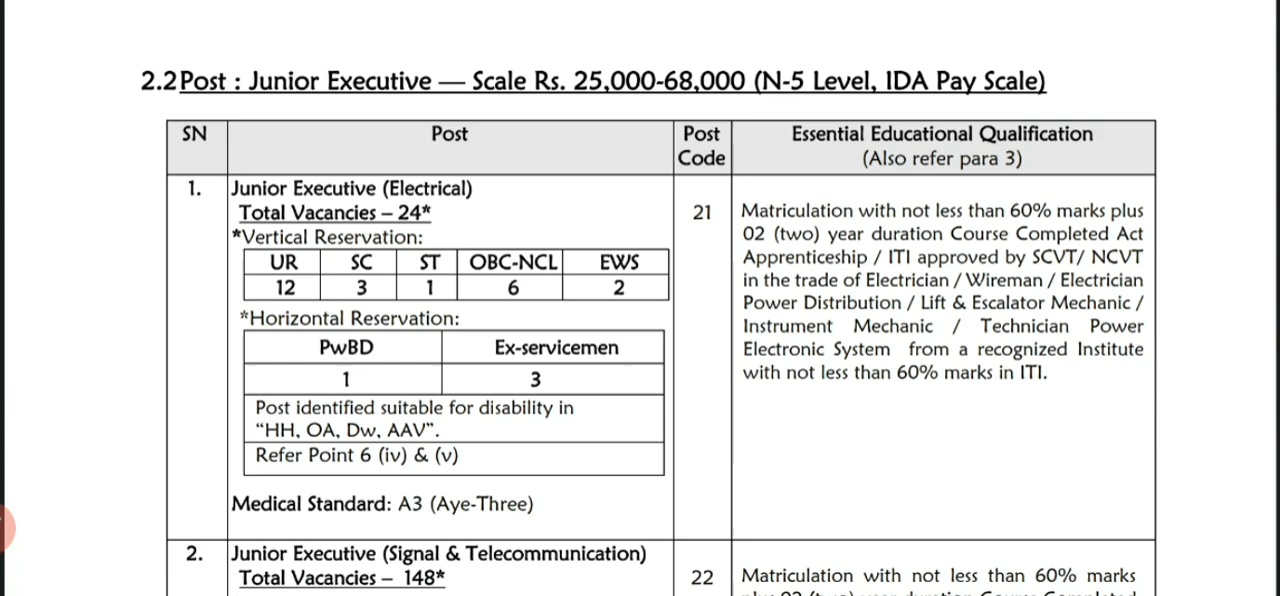 2.2 Post : Junior Executive — Scale Rs. 25,000-68,000 (N-5 Level, IDA Pay Scale)
SN Post Post Code Essential Educational Qualification (Also refer para 3)
1. Junior Executive (Electrical)
Total Vacancies – 24*
*Vertical Reservation:
UR SC ST OBC-NCL EWS
12 3 1 6 2
*Horizontal Reservation:
PwBD Ex-servicemen
1 3
Post identified suitable for disability in
“HH, OA, Dw, AAV”.
Refer Point 6 (iv) & (v)
Medical Standard: A3 (Aye-Three)
21
Matriculation with not less than 60% marks plus
02 (two) year duration Course Completed Act
Apprenticeship / ITI approved by SCVT/ NCVT
in the trade of Electrician / Wireman / Electrician
Power Distribution / Lift & Escalator Mechanic /
Instrument Mechanic / Technician Power
Electronic System from a recognized Institute
with not less than 60% marks in ITI.
2. Junior Executive (Signal & Telecommunication)
Total Vacancies – 148*
22
Matriculation with not less than 60% marks